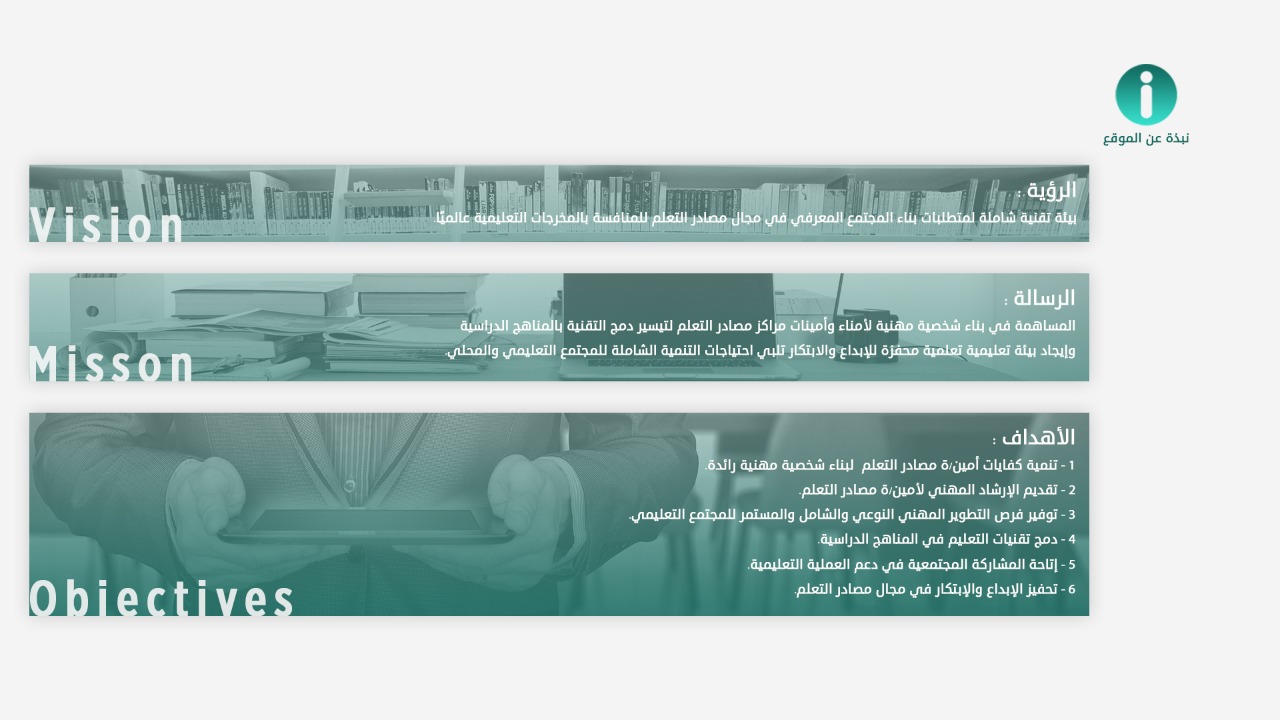 نبذة عن الموقع
الرؤية :
بيئة تقنية شاملة لمتطلبات بناء المجتمع المعرفي في مجال مصادر التعلم للمنافسة بالمخرجات التعليمية عالميًا.
Vision
الرسالة :
المساهمة في بناء شخصية مهنية لأمناء وأمينات مراكز مصادر التعلم لتيسير دمج التقنية بالمناهج الدراسية
وإيجاد بيئة تعليمية تعلمية محفزة للإبداع والابتكار تلبي احتياجات التنمية الشاملة للمجتمع التعليمي والمحلي.
Misson
الأهداف :
1 - تنمية كفايات أمين/ة مصادر التعلم لبناء شخصية مهنية رائدة.
2 - تقديم الإرشاد المهني لأمين/ة مصادر التعلم.
3 - توفير فرص التطوير المهني النوعي والشامل والمستمر للمجتمع التعليمي.
4 - دمج تقنيات التعليم في المناهج الدراسية.
5 - إتاحة المشاركة المجتمعية في دعم العملية التعليمية.
6 - تحفيز الإبداع والإبتكار في مجال مصادر التعلم.
Objectives